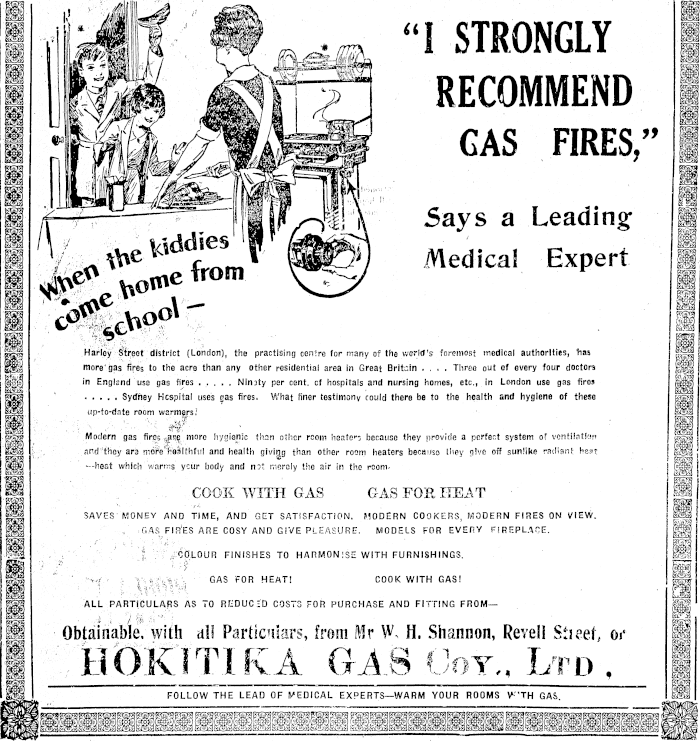 "I STRONGLY
RECOMMEND
GAS FIRES,"
Says a Leading
Medical Expert
When the kiddies
come home from
school —
Harley Street district (London), the practising centre for many of the world's foremost medical authorities, has
more gas fires to the acre than any other residential area in Great Britain . . . . Three out of every four doctors
in England use gas fires . . . . . Ninety per cent. of hospitals and nursing homes, etc., in London use gas fires
. . . . . Sydney Hospital uses gas fires. What finer testimony could there be to the health and hygiene of these
up-to-date room warmers!
Modern gas fires are more hygienic than other room heaters because they provide a perfect system of ventilation
and they are more healthful and health giving than other room heaters because they give off sunlike radiant heat
—heat which warms your body and not merely the air in the room.
COOK WITH GAS GAS FOR HEAT
SAVES MONEY AND TIME, AND GET SATISFACTION. MODERN COOKERS, MODERN FIRES ON VIEW.
GAS FIRES ARE COSY AND GIVE PLEASURE. MODELS FOR EVERY FIREPLACE.
COLOUR FINISHES TO HARMONISE WITH FURNISHINGS.
GAS FOR HEAT! COOK WITH GAS!
ALL PARTICULARS AS TO REDUCED COSTS FOR PURCHASE AND FITTING FROM—
Obtainable, with all Particulars, from Mr W. H. Shannon, Revell Street, or
HOKITIKA GAS COY., LTD.
FOLLOW THE LEAD OF MEDICAL EXPERTS—WARM YOUR ROOMS WITH GAS.